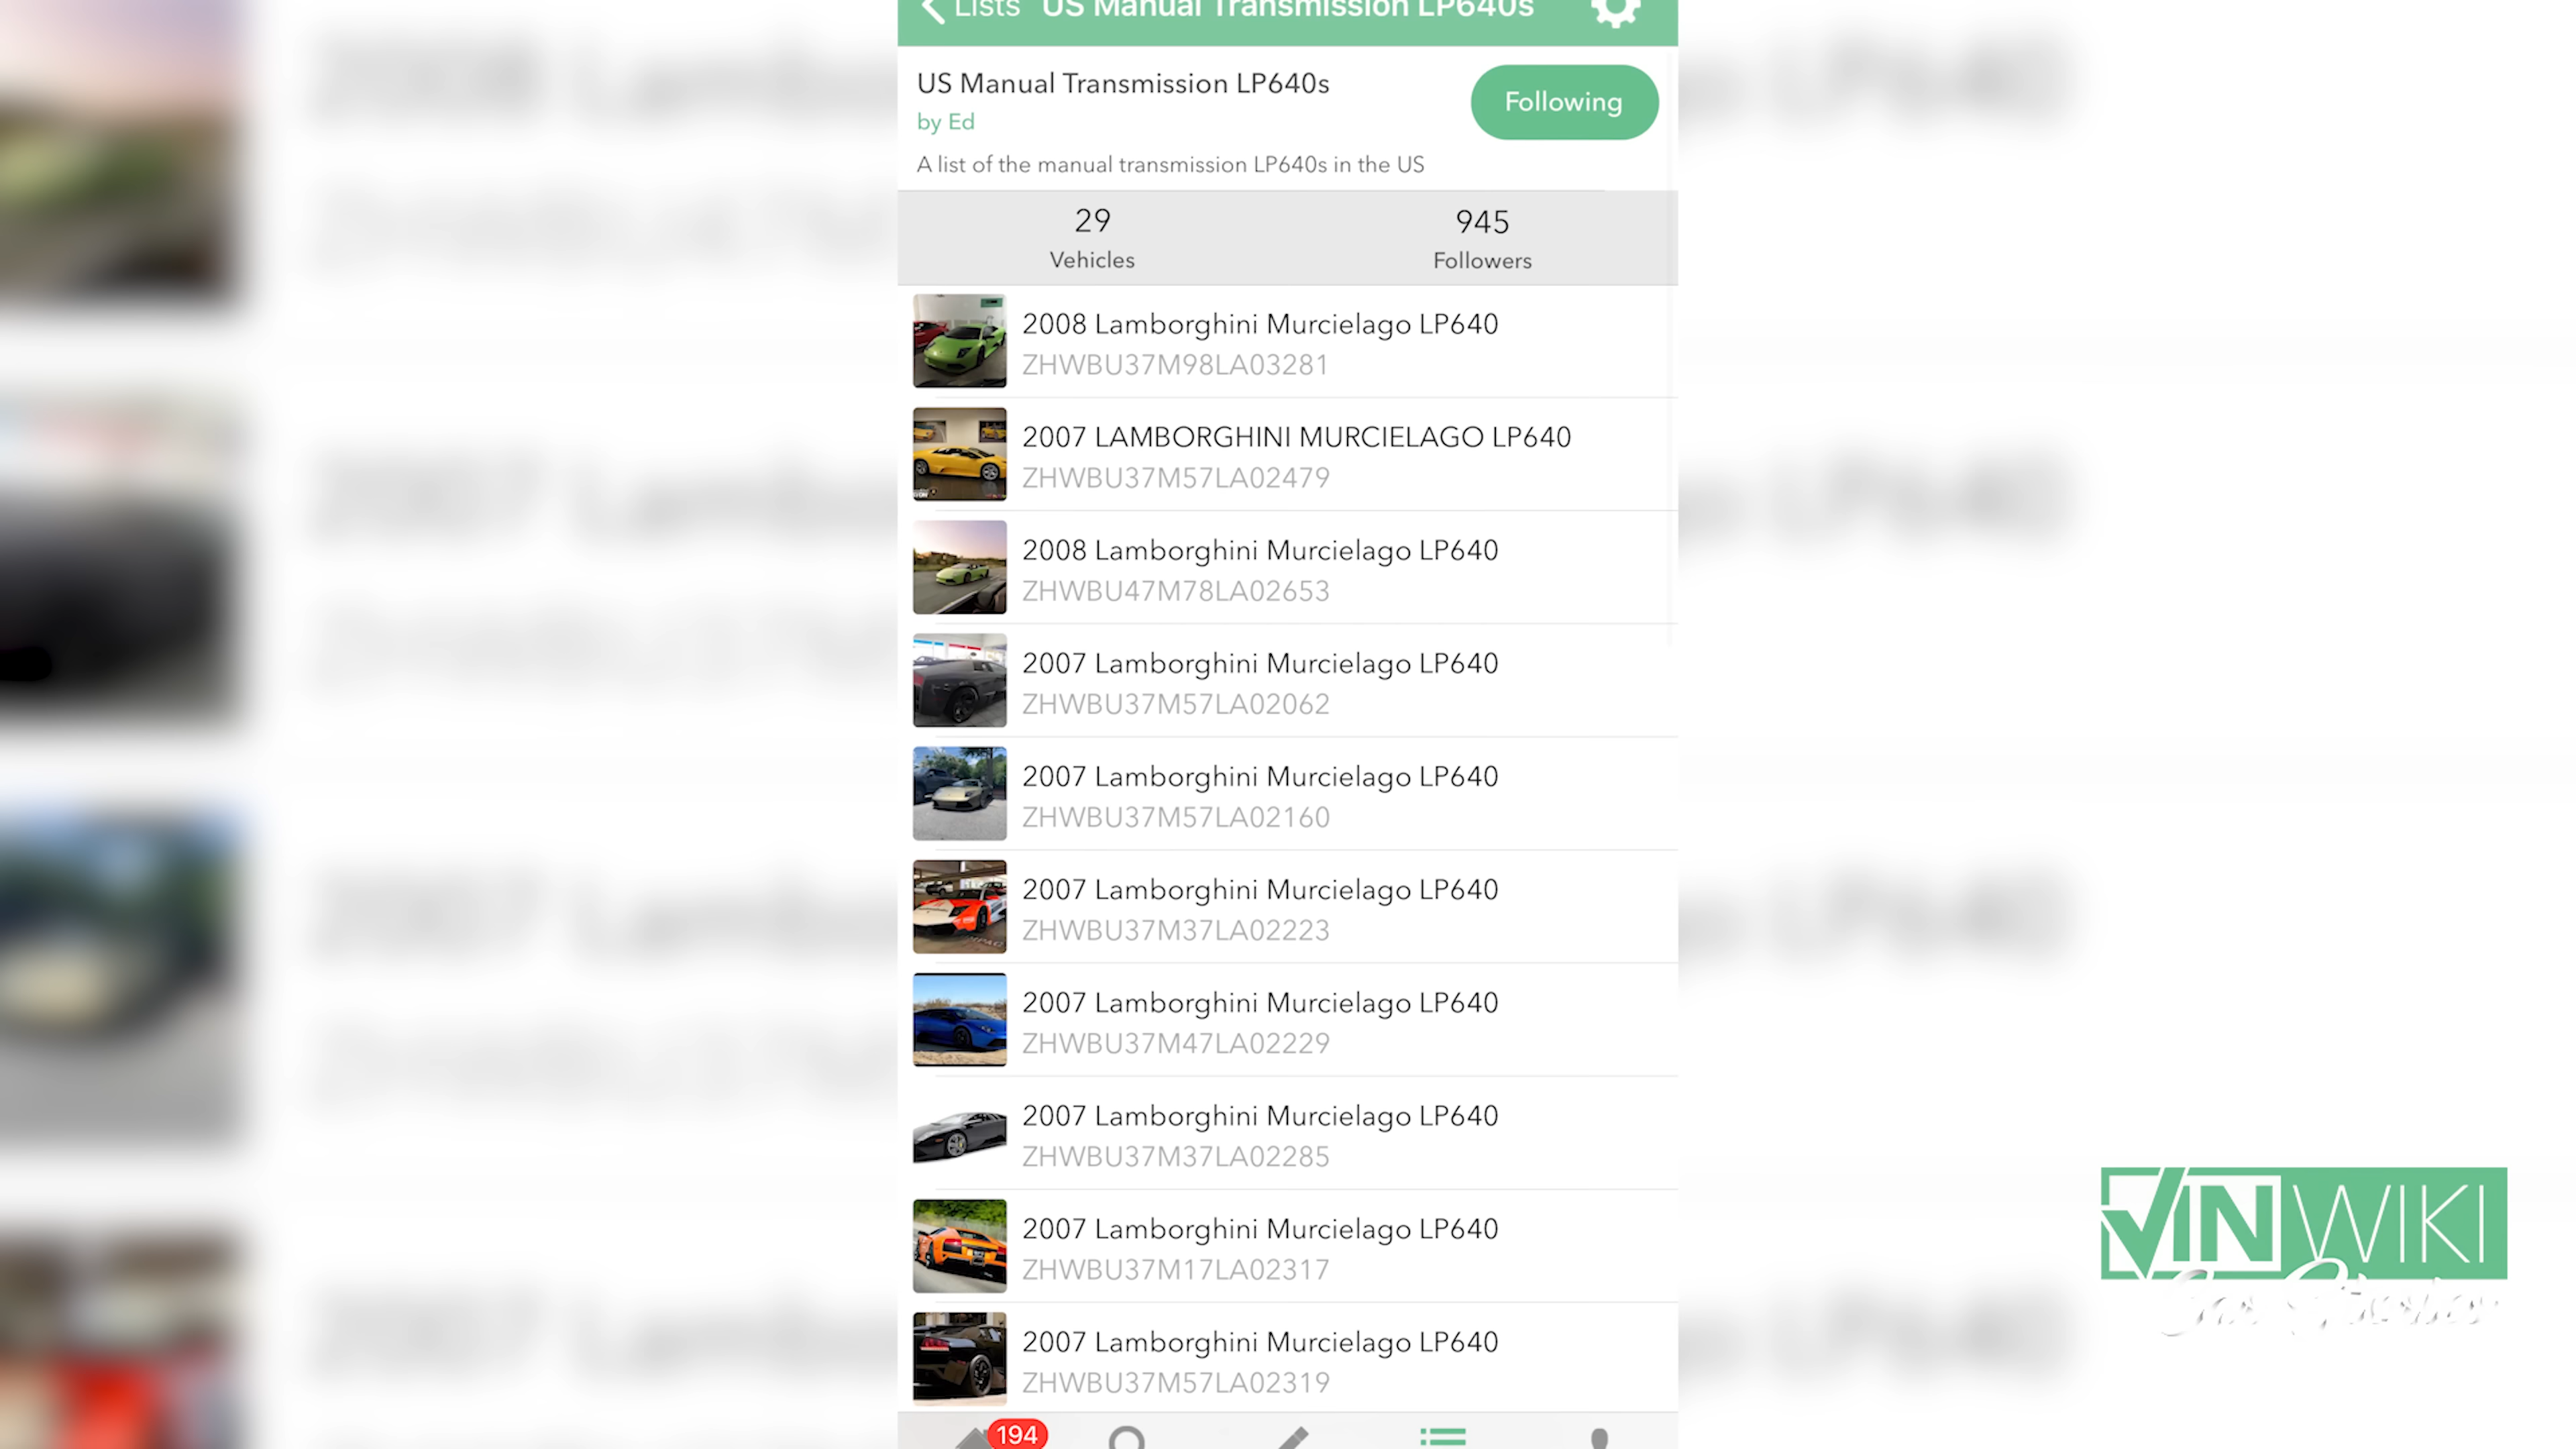 Lists US Manual Transmission LP640s
US Manual Transmission LP640s
Following
by Ed
A list of the manual transmission LP640s in the US
29 945
Vehicles Followers
2008 Lamborghini Murcielago LP640
ZHWBU37M98LA03281
2007 LAMBORGHINI MURCIELAGO LP640
ZHWBU37M57LA02479
2008 Lamborghini Murcielago LP640
ZHWBU47M78LA02653
2007 Lamborghini Murcielago LP640
ZHWBU37M57LA02062
2007 Lamborghini Murcielago LP640
ZHWBU37M57LA02160
2007 Lamborghini Murcielago LP640
ZHWBU37M37LA02223
2007 Lamborghini Murcielago LP640
ZHWBU37M47LA02229
2007 Lamborghini Murcielago LP640
ZHWBU37M37LA02285
2007 Lamborghini Murcielago LP640
ZHWBU37M17LA02317
2007 Lamborghini Murcielago LP640
ZHWBU37M57LA02319
194
VINWIKI
Car Stories